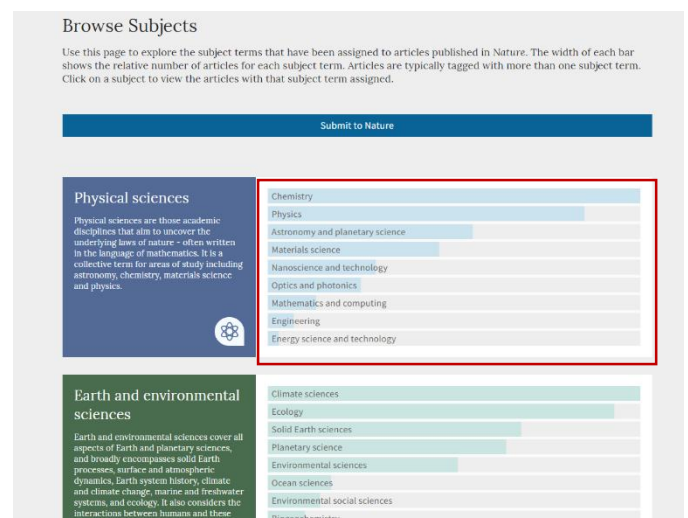 Browse Subjects
Use this page to explore the subject terms that have been assigned to articles published in Nature. The width of each bar
shows the relative number of articles for each subject term. Articles are typically tagged with more than one subject term.
Click on a subject to view the articles with that subject term assigned.
Submit to Nature
Physical sciences
Physical sciences are those academic
disciplines that aim to uncover the
underlying laws of nature - often written
in the language of mathematics. It is a
collective term for areas of study including
astronomy, chemistry, materials science
and physics.
Chemistry
Physics
Astronomy and planetary science
Materials science
Nanoscience and technology
Optics and photonics
Mathematics and computing
Engineering
Energy science and technology
Earth and environmental
sciences
Earth and environmental sciences cover all
aspects of Earth and planetary sciences,
and broadly encompasses solid Earth
processes, surface and atmospheric
dynamics, Earth system history, climate
and climate change, marine and freshwater
systems, and ecology. It also considers the
interactions between humans and these
Climate sciences
Ecology
Solid Earth sciences
Planetary science
Environmental sciences
Ocean sciences
Environmental social sciences